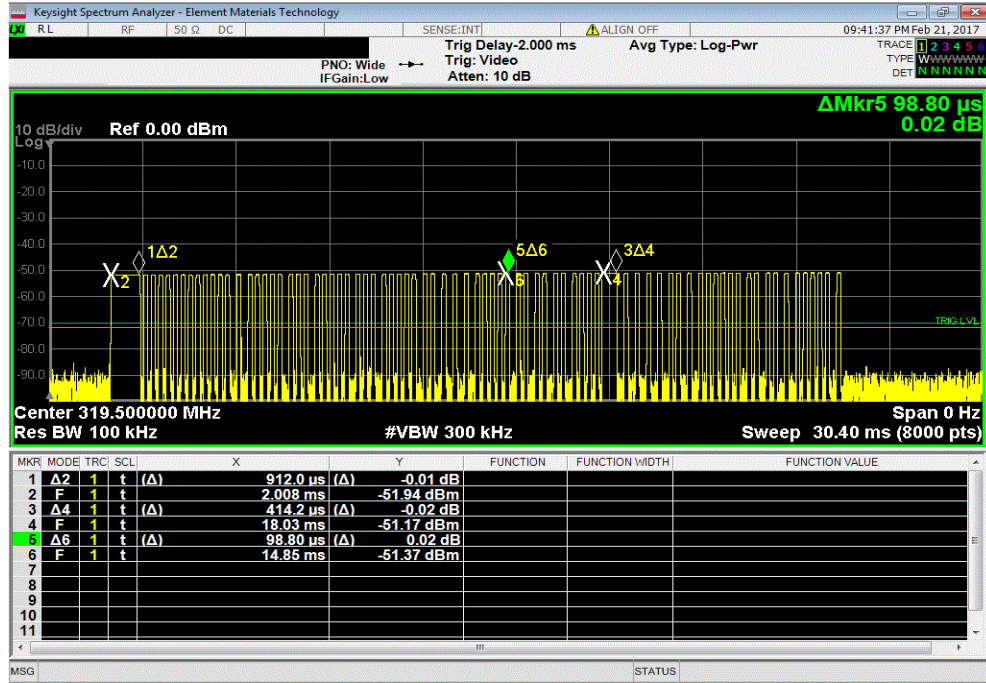 Keysight Spectrum Analyzer - Element Materials Technology
LXI RL RF 50 Ω DC SENSE:INT ALIGN OFF 09:41:37 PM Feb 21, 2017
Trig Delay-2.000 ms Avg Type: Log-Pwr TRACE 1 2 3 4 5 6
PNO: Wide Trig: Video TYPE WWWWWW
IFGain:Low Atten: 10 dB DET N N N N N N
ΔMkr5 98.80 µs
10 dB/div Ref 0.00 dBm 0.02 dB
Log
-10.0
-20.0
-30.0
-40.0
1Δ2 5Δ6 3Δ4
-50.0
2 6 4
-60.0
-70.0
TRIG LVL
-80.0
-90.0
Center 319.500000 MHz Span 0 Hz
Res BW 100 kHz #VBW 300 kHz Sweep 30.40 ms (8000 pts)
MKR MODE TRC SCL X Y FUNCTION FUNCTION WIDTH FUNCTION VALUE
1 Δ2 1 t (Δ) 912.0 µs (Δ) -0.01 dB
2 F 1 t 2.008 ms -51.94 dBm
3 Δ4 1 t (Δ) 414.2 µs (Δ) -0.02 dB
4 F 1 t 18.03 ms -51.17 dBm
5 Δ6 1 t (Δ) 98.80 µs (Δ) 0.02 dB
6 F 1 t 14.85 ms -51.37 dBm
7
8
9
10
11
MSG STATUS